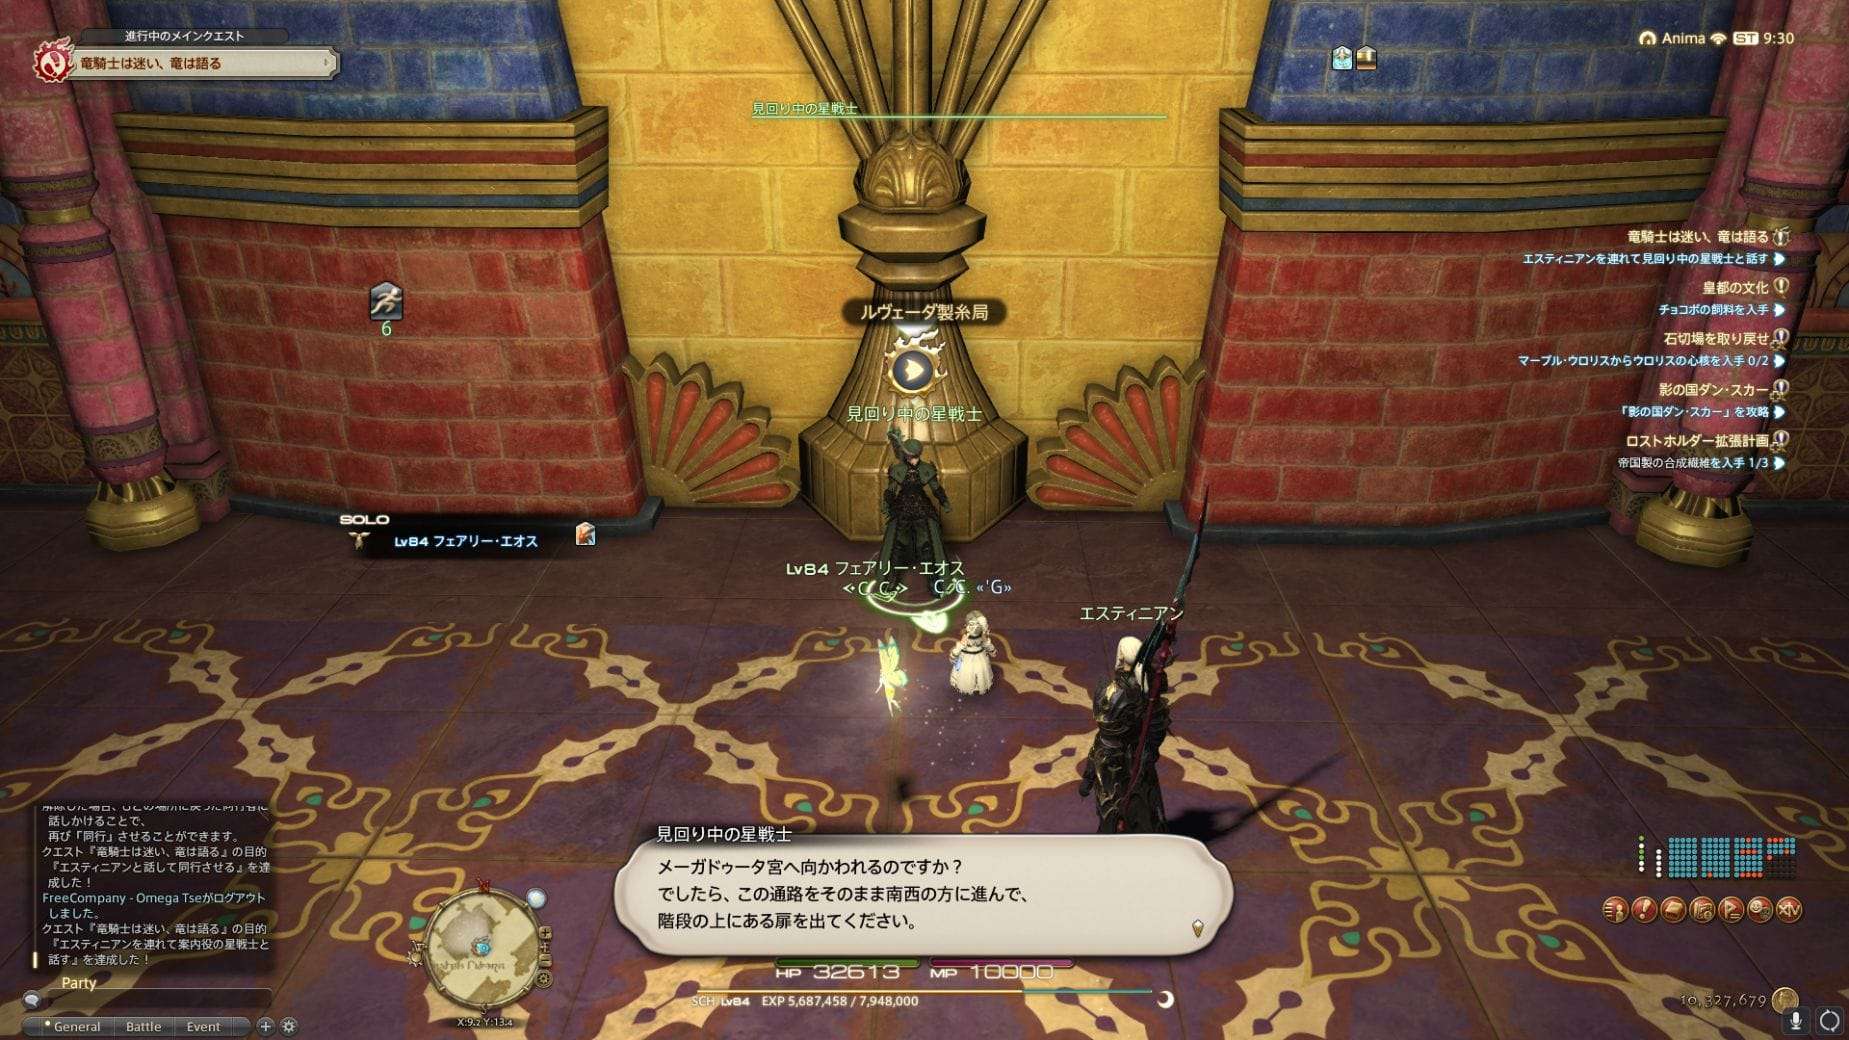 進行中のメインクエスト
竜騎士は迷い、竜は語る
Anima ST 9:30
見回り中の星戦士
竜騎士は迷い、竜は語る
エスティニアンを連れて見回り中の星戦士と話す
皇都の文化
チョコボの飼料を入手
石切場を取り戻せ
マーブル・ウロリスからウロリスの心核を入手 0/2
影の国ダン・スカー
「影の国ダン・スカー」を攻略
ロストホルダー拡張計画
帝国製の合成繊維を入手 1/3
6
ルヴェーダ製糸局
見回り中の星戦士
SOLO
Lv84 フェアリー・エオス
Lv84 フェアリー・エオス
C. C. «'G»
エスティニアン
見回り中の星戦士
メーガドゥータ宮へ向かわれるのですか？
でしたら、この通路をそのまま南西の方に進んで、
階段の上にある扉を出てください。
話しかけることで、
再び「同行」させることができます。
クエスト『竜騎士は迷い、竜は語る』の目的
『エスティニアンと話して同行させる』を達
成した！
FreeCompany - Omega Tseがログアウト
しました。
クエスト『竜騎士は迷い、竜は語る』の目的
『エスティニアンを連れて案内役の星戦士と
話す』を達成した！
Party
General Battle Event
X:9.2 Y:13.4
HP 32613 MP 10000
SCH Lv84 EXP 5,687,458 / 7,948,000
10,327,679
XIV